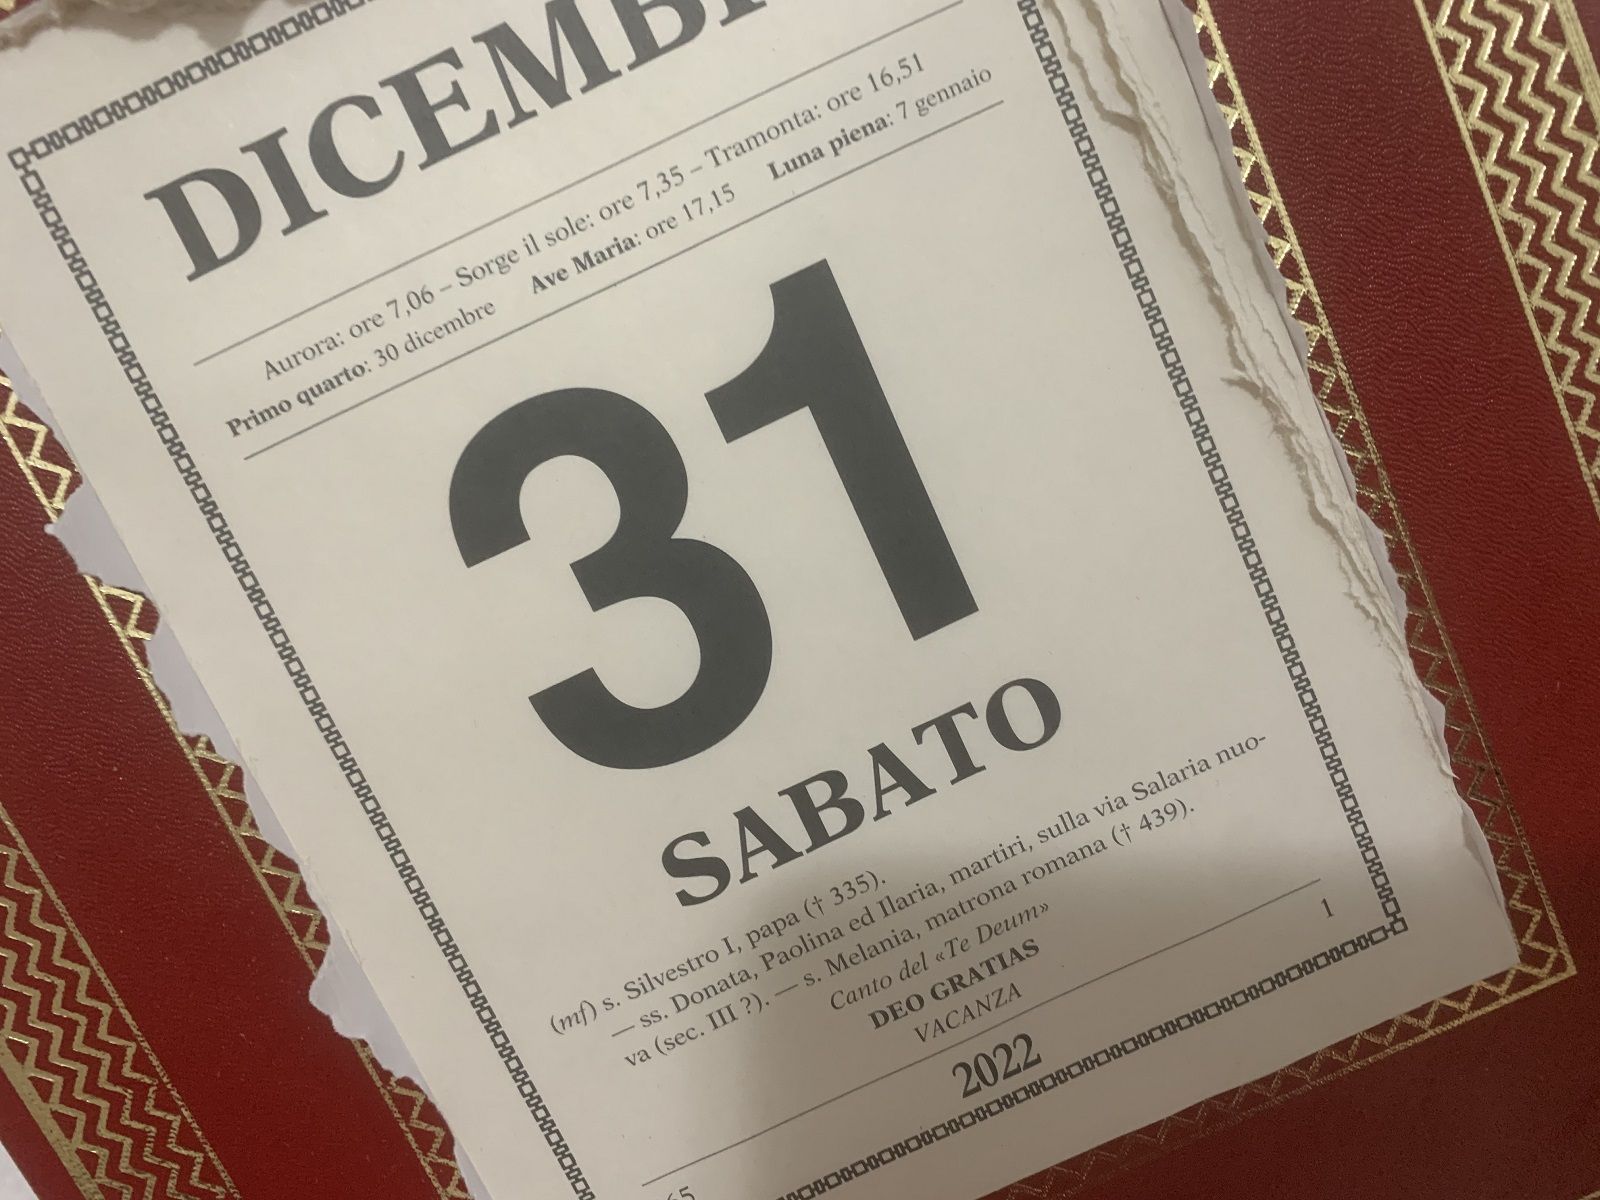 DICEMB
Aurora: ore 7,06 – Sorge il sole: ore 7,35 – Tramonta: ore 16,51
Primo quarto: 30 dicembre Ave Maria: ore 17,15 Luna piena: 7 gennaio
31
SABATO
(mf) s. Silvestro I, papa († 335).
— ss. Donata, Paolina ed Ilaria, martiri, sulla via Salaria nuo-
va (sec. III ?). — s. Melania, matrona romana († 439).
Canto del «Te Deum»
DEO GRATIAS
VACANZA
1
2022
65